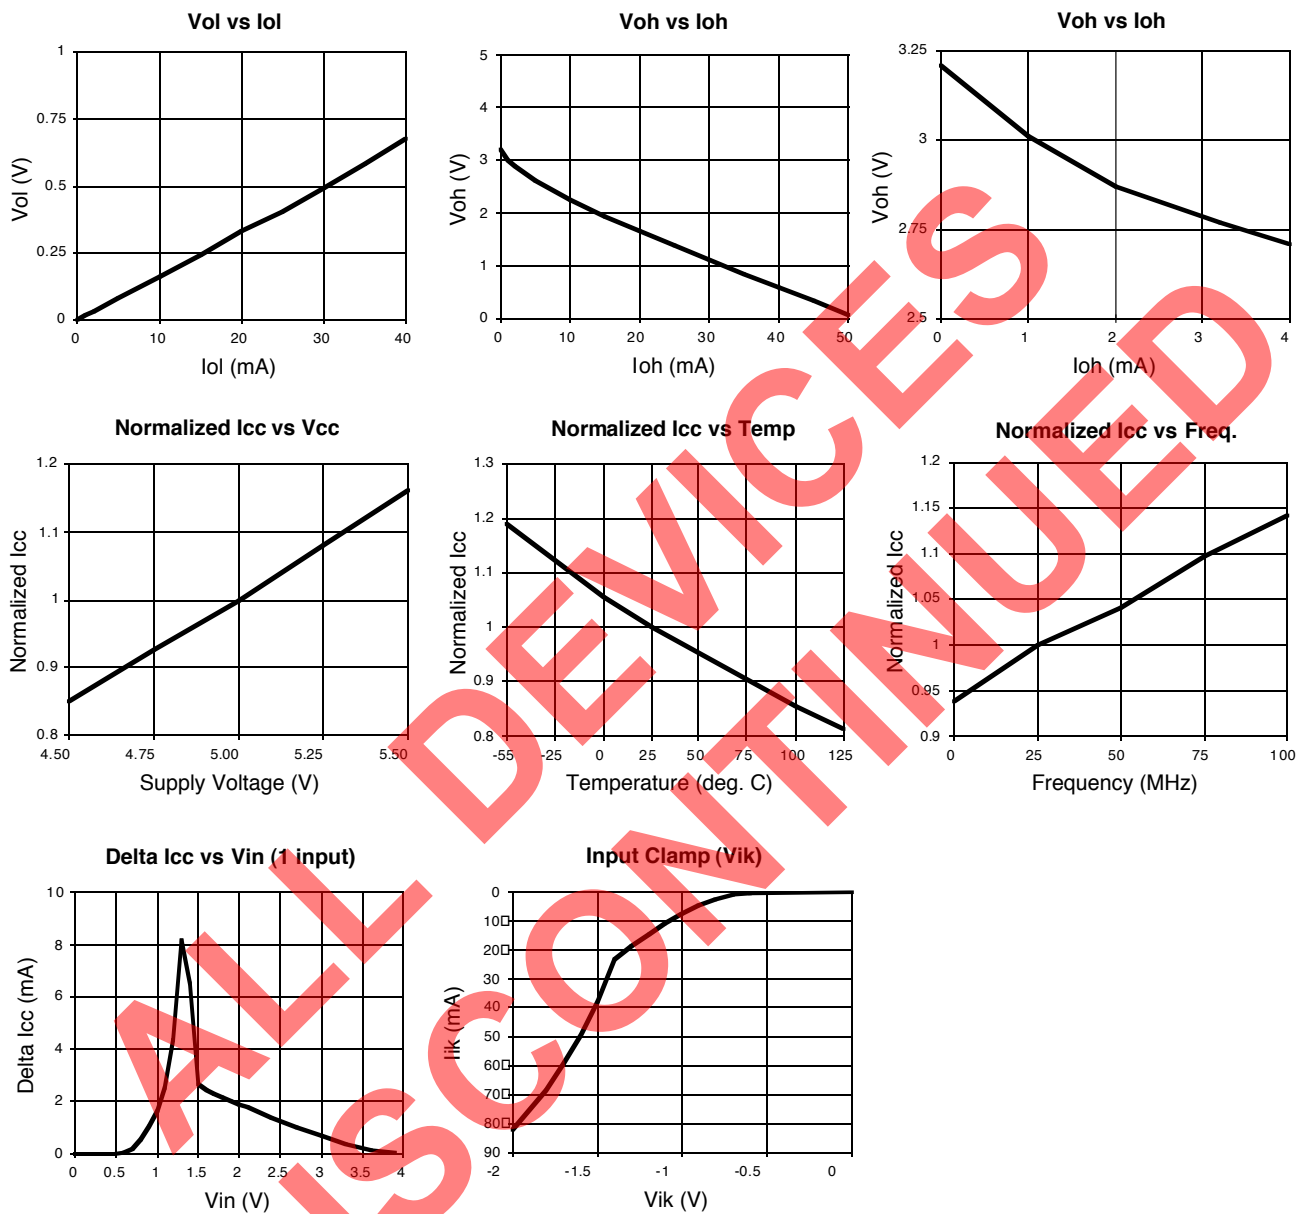 Vol vs Iol
1
0.75
0.5
0.25
0
0 10 20 30 40
Vol (V)
Iol (mA)
Voh vs Ioh
5
4
3
2
1
0
0 10 20 30 40 50
Voh (V)
Ioh (mA)
Voh vs Ioh
3.25
3
2.75
2.5
0 1 2 3 4
Voh (V)
Ioh (mA)
Normalized Icc vs Vcc
1.2
1.1
1
0.9
0.8
4.50 4.75 5.00 5.25 5.50
Normalized Icc
Supply Voltage (V)
Normalized Icc vs Temp
1.3
1.2
1.1
1
0.9
0.8
-55 -25 0 25 50 75 100 125
Normalized Icc
Temperature (deg. C)
Normalized Icc vs Freq.
1.2
1.15
1.1
1.05
1
0.95
0.9
0 25 50 75 100
Normalized Icc
Frequency (MHz)
Delta Icc vs Vin (1 input)
10
8
6
4
2
0
0 0.5 1 1.5 2 2.5 3 3.5 4
Delta Icc (mA)
Vin (V)
Input Clamp (Vik)
0
10
20
30
40
50
60
70
80
90
-2 -1.5 -1 -0.5 0
Iik (mA)
Vik (V)
ALL DEVICES
ISCONTINUED